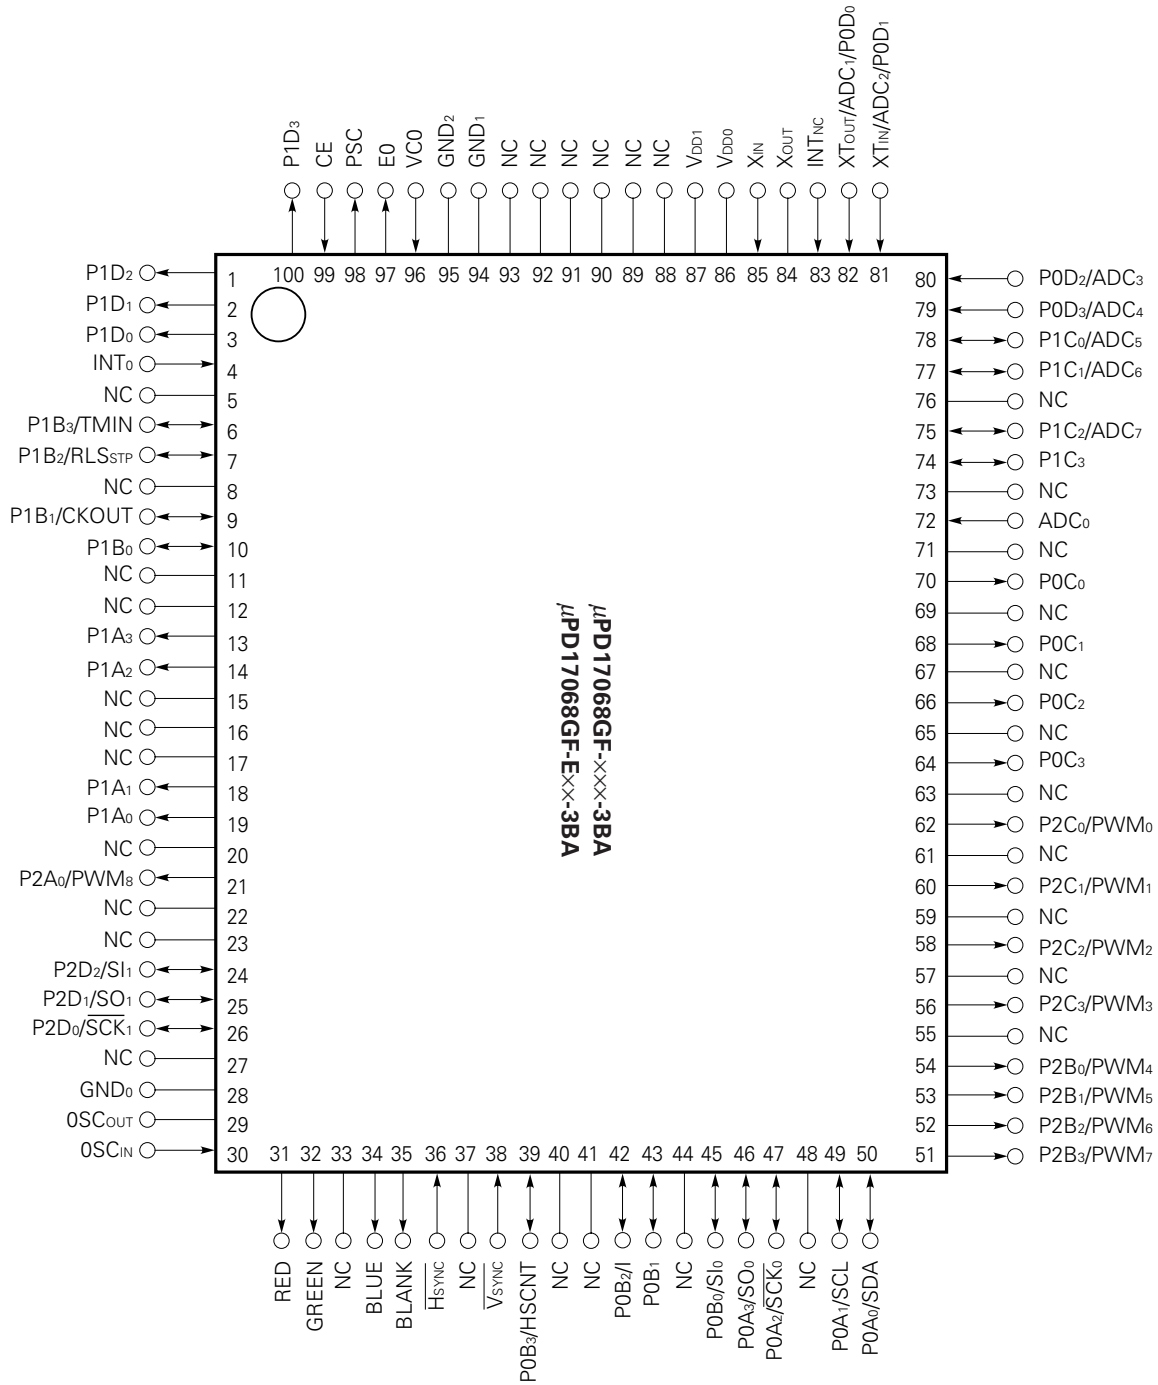 P1D₃
CE
PSC
E0
VC0
GND₂
GND₁
NC
NC
NC
NC
NC
NC
VDD1
VDD0
XIN
XOUT
INTNC
XTOUT/ADC₁/P0D₀
XTIN/ADC₂/P0D₁
100 99 98 97 96 95 94 93 92 91 90 89 88 87 86 85 84 83 82 81
P1D₂ 1
P1D₁ 2
P1D₀ 3
INT₀ 4
NC 5
P1B₃/TMIN 6
P1B₂/RLSSTP 7
NC 8
P1B₁/CKOUT 9
P1B₀ 10
NC 11
NC 12
P1A₃ 13
P1A₂ 14
NC 15
NC 16
NC 17
P1A₁ 18
P1A₀ 19
NC 20
P2A₀/PWM₈ 21
NC 22
NC 23
P2D₂/SI₁ 24
P2D₁/SO₁ 25
P2D₀/S̅C̅K̅₁ 26
NC 27
GND₀ 28
0SCOUT 29
0SCIN 30
µPD17068GF-×××-3BA
µPD17068GF-E××-3BA
80 P0D₂/ADC₃
79 P0D₃/ADC₄
78 P1C₀/ADC₅
77 P1C₁/ADC₆
76 NC
75 P1C₂/ADC₇
74 P1C₃
73 NC
72 ADC₀
71 NC
70 P0C₀
69 NC
68 P0C₁
67 NC
66 P0C₂
65 NC
64 P0C₃
63 NC
62 P2C₀/PWM₀
61 NC
60 P2C₁/PWM₁
59 NC
58 P2C₂/PWM₂
57 NC
56 P2C₃/PWM₃
55 NC
54 P2B₀/PWM₄
53 P2B₁/PWM₅
52 P2B₂/PWM₆
51 P2B₃/PWM₇
31 32 33 34 35 36 37 38 39 40 41 42 43 44 45 46 47 48 49 50
RED
GREEN
NC
BLUE
BLANK
H̅S̅Y̅N̅C̅
NC
V̅S̅Y̅N̅C̅
P0B₃/HSCNT
NC
NC
P0B₂/I
P0B₁
NC
P0B₀/SI₀
P0A₃/SO₀
P0A₂/S̅C̅K̅₀
NC
P0A₁/SCL
P0A₀/SDA